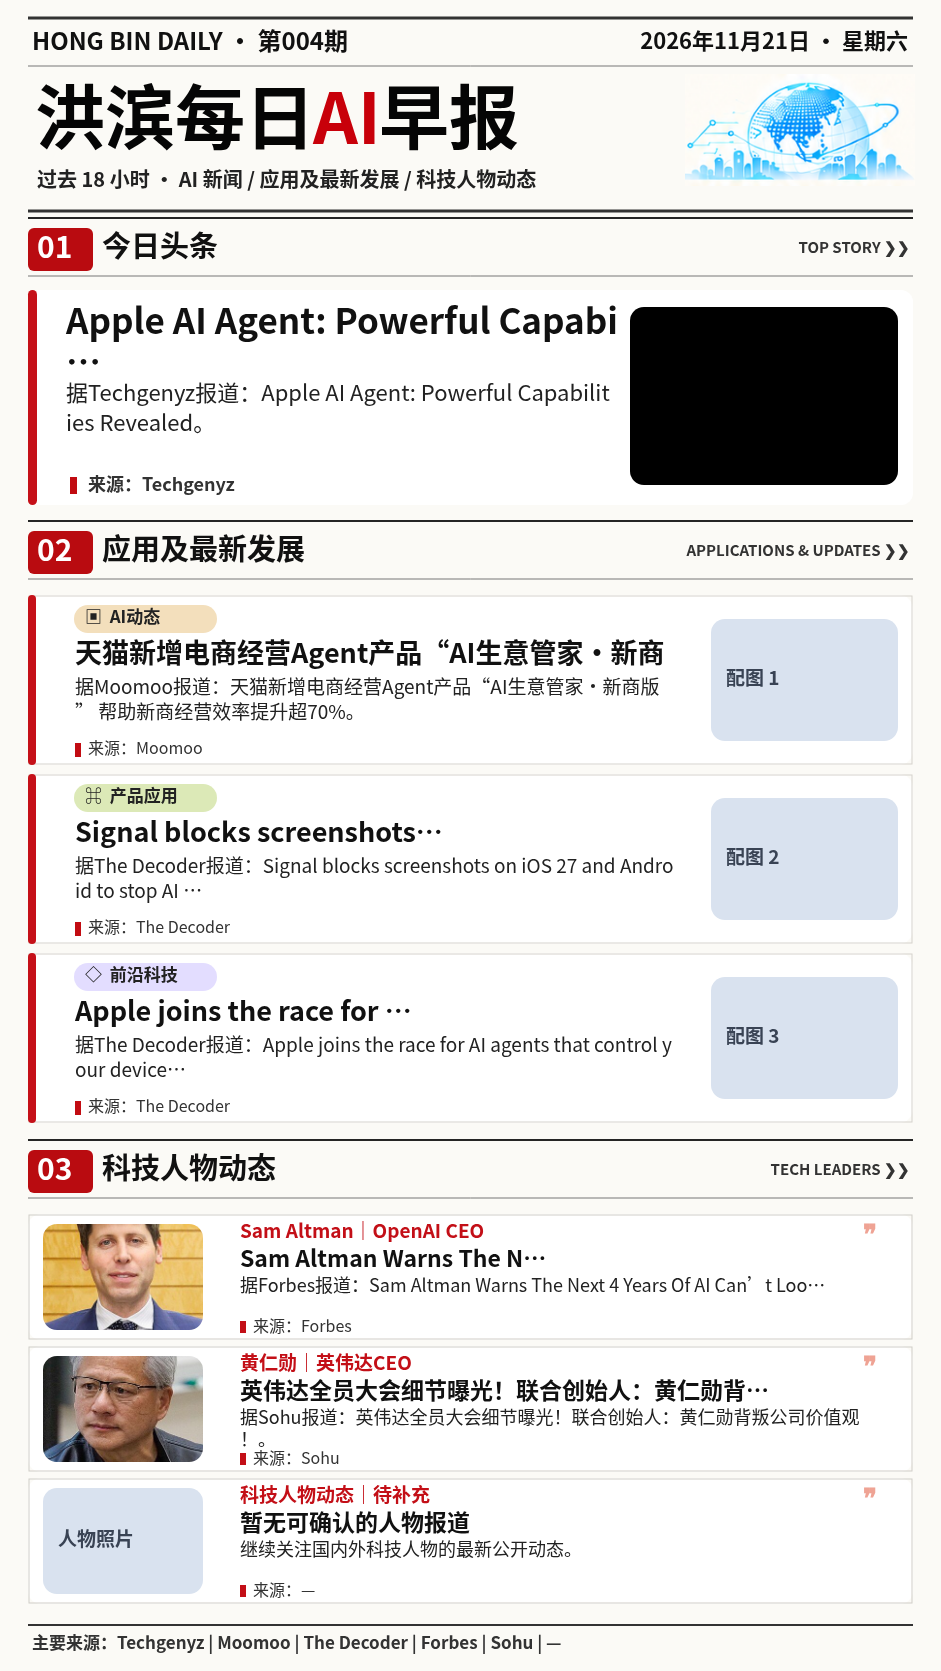 HONG BIN DAILY • 第004期
2026年11月21日 • 星期六
洪滨每日AI早报
过去 18 小时 • AI 新闻 / 应用及最新发展 / 科技人物动态
01 今日头条
TOP STORY ❯❯
Apple AI Agent: Powerful Capabi
…
据Techgenyz报道：Apple AI Agent: Powerful Capabilit
ies Revealed。
来源：Techgenyz
02 应用及最新发展
APPLICATIONS & UPDATES ❯❯
▣ AI动态
天猫新增电商经营Agent产品“AI生意管家・新商
据Moomoo报道：天猫新增电商经营Agent产品“AI生意管家・新商版
” 帮助新商经营效率提升超70%。
来源：Moomoo
配图 1
⌘ 产品应用
Signal blocks screenshots…
据The Decoder报道：Signal blocks screenshots on iOS 27 and Andro
id to stop AI …
来源：The Decoder
配图 2
◇ 前沿科技
Apple joins the race for …
据The Decoder报道：Apple joins the race for AI agents that control y
our device…
来源：The Decoder
配图 3
03 科技人物动态
TECH LEADERS ❯❯
Sam Altman｜OpenAI CEO
Sam Altman Warns The N…
据Forbes报道：Sam Altman Warns The Next 4 Years Of AI Can’t Loo…
来源：Forbes
黄仁勋｜英伟达CEO
英伟达全员大会细节曝光！联合创始人：黄仁勋背…
据Sohu报道：英伟达全员大会细节曝光！联合创始人：黄仁勋背叛公司价值观
！。
来源：Sohu
人物照片
科技人物动态｜待补充
暂无可确认的人物报道
继续关注国内外科技人物的最新公开动态。
来源：—
主要来源：Techgenyz | Moomoo | The Decoder | Forbes | Sohu | —